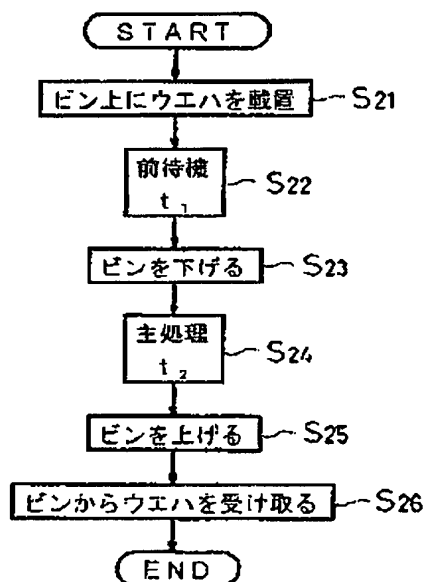 START
ピン上にウエハを載置 S21
前待機 S22
t₁
ピンを下げる S23
主処理 S24
t₂
ピンを上げる S25
ピンからウエハを受け取る S26
END